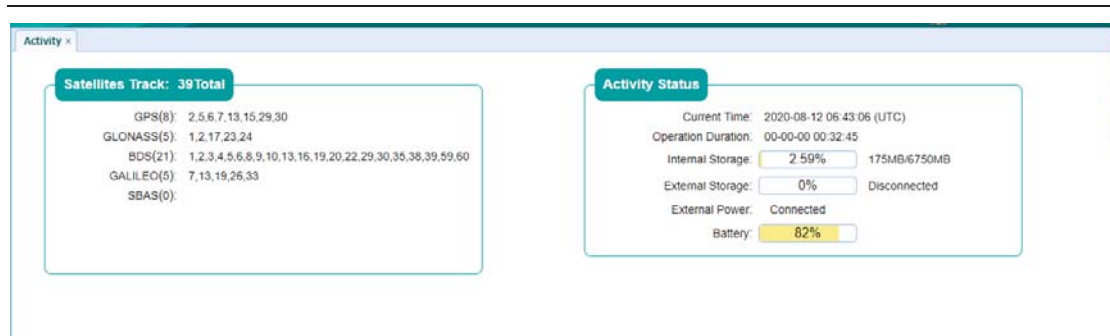 Activity ×
Satellites Track: 39Total
GPS(8): 2,5,6,7,13,15,29,30
GLONASS(5): 1,2,17,23,24
BDS(21): 1,2,3,4,5,6,8,9,10,13,16,19,20,22,29,30,35,38,39,59,60
GALILEO(5): 7,13,19,26,33
SBAS(0):
Activity Status
Current Time: 2020-08-12 06:43:06 (UTC)
Operation Duration: 00-00-00 00:32:45
Internal Storage: 2.59% 175MB/6750MB
External Storage: 0% Disconnected
External Power: Connected
Battery: 82%